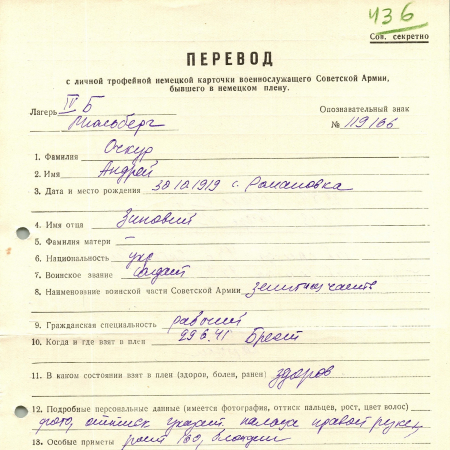 436
Сов. секретно
ПЕРЕВОД
с личной трофейной немецкой карточки военнослужащего Советской Армии,
бывшего в немецком плену.
Лагерь IV Б Опознавательный знак
Мюльберг № 119166
1. Фамилия Очкур
2. Имя Андрей
3. Дата и место рождения 30.10.1919 с. Романовка
4. Имя отца Зиновий
5. Фамилия матери —
6. Национальность укр
7. Воинское звание солдат
8. Наименование воинской части Советской Армии зенитная часть
9. Гражданская специальность рабочий
10. Когда и где взят в плен 29.6.41 Брест
11. В каком состоянии взят в плен (здоров, болен, ранен) здоров
12. Подробные персональные данные (имеется фотография, оттиск пальцев, рост, цвет волос)
фото, оттиск указат. пальца правой руки,
13. Особые приметы рост 160, блондин